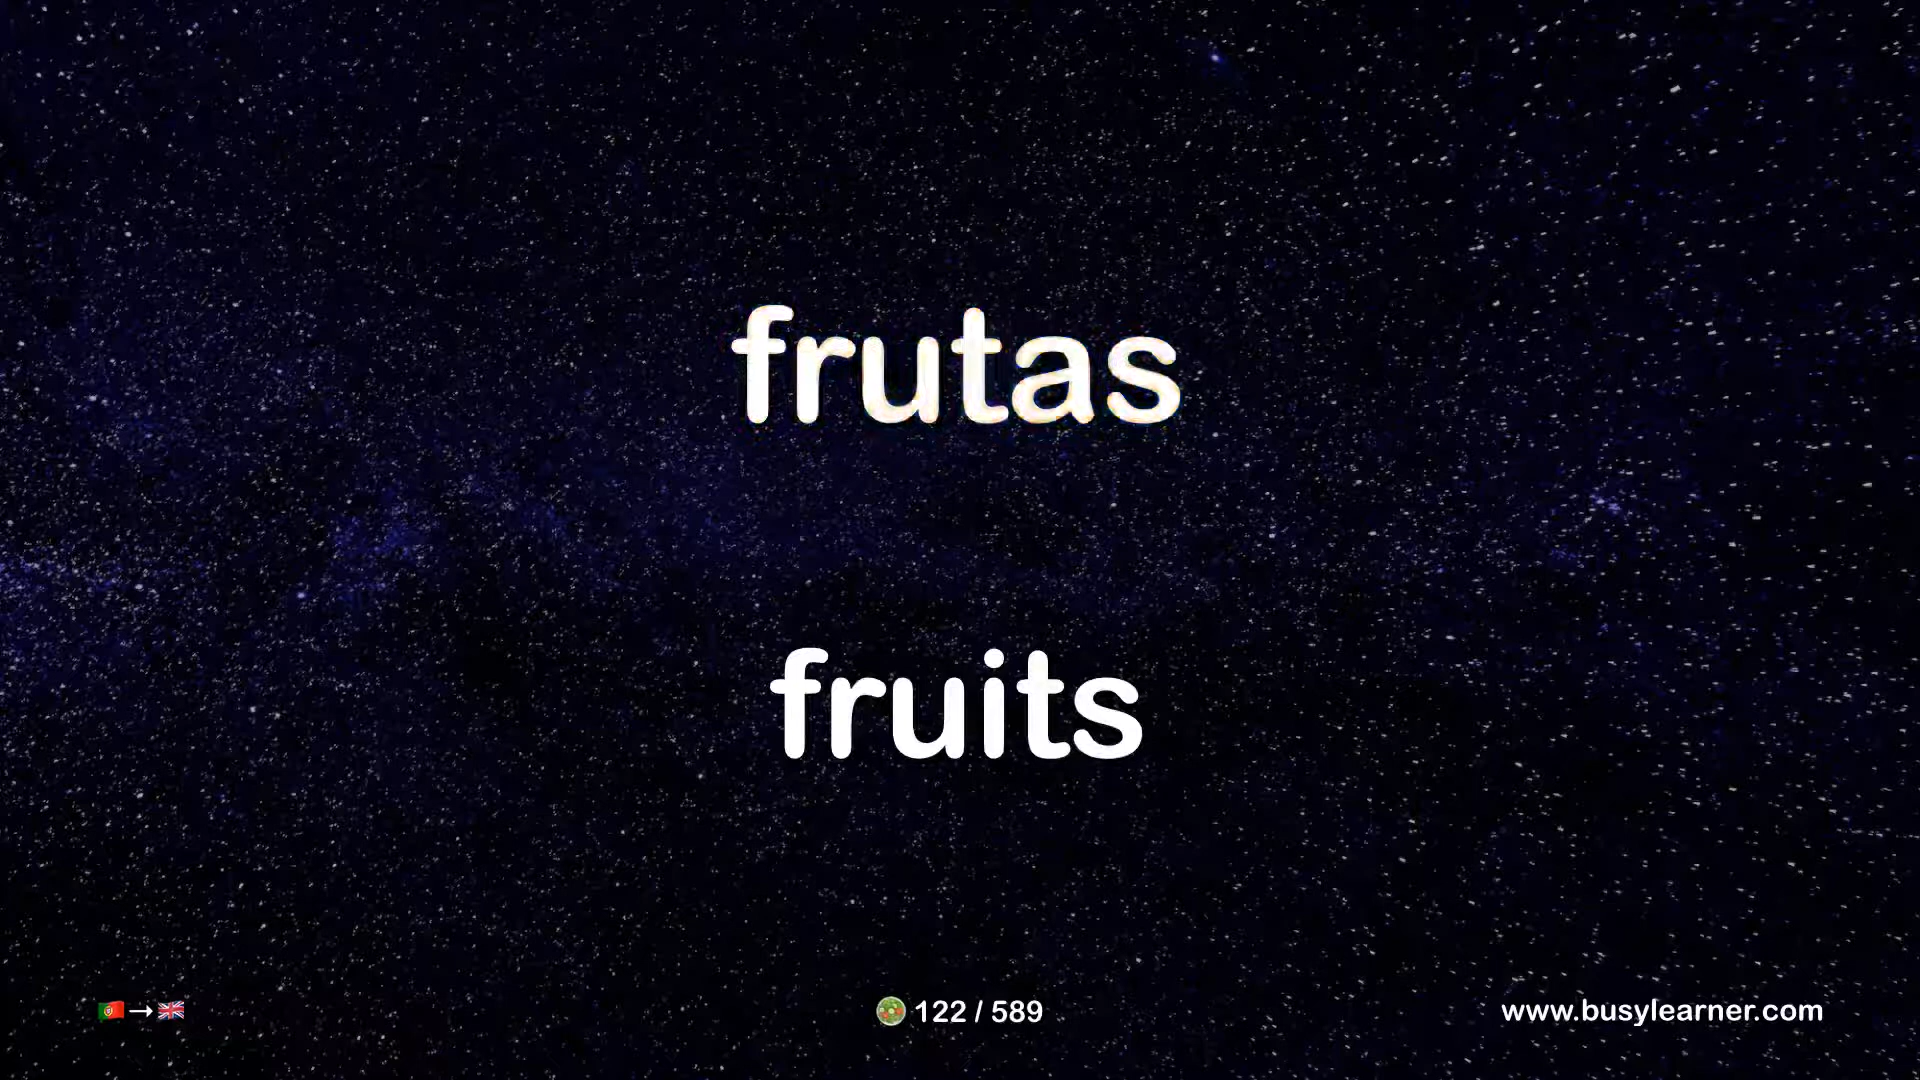 frutas
fruits
🇵🇹→🇬🇧 🥗 122 / 589 www.busylearner.com